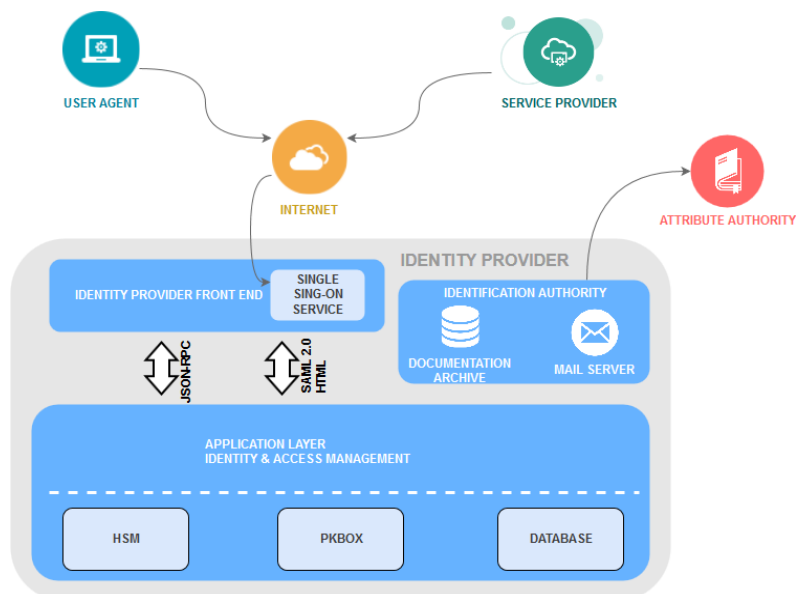 USER AGENT
SERVICE PROVIDER
INTERNET
ATTRIBUTE AUTHORITY
IDENTITY PROVIDER
IDENTITY PROVIDER FRONT END
SINGLE
SING-ON
SERVICE
IDENTIFICATION AUTHORITY
DOCUMENTATION
ARCHIVE
MAIL SERVER
JSON-RPC
SAML 2.0
HTML
APPLICATION LAYER
IDENTITY & ACCESS MANAGEMENT
HSM
PKBOX
DATABASE